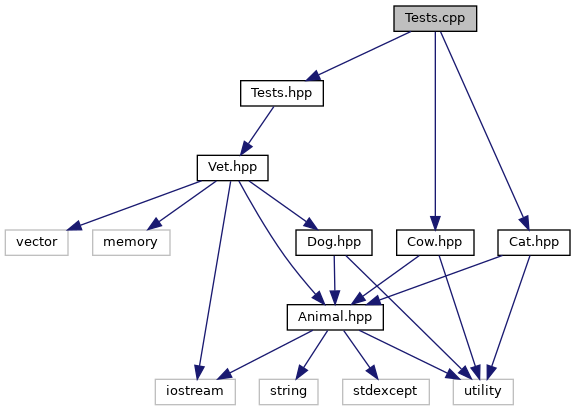 Tests.cpp
Tests.hpp
Vet.hpp
vector
memory
Dog.hpp
Cow.hpp
Cat.hpp
Animal.hpp
iostream
string
stdexcept
utility